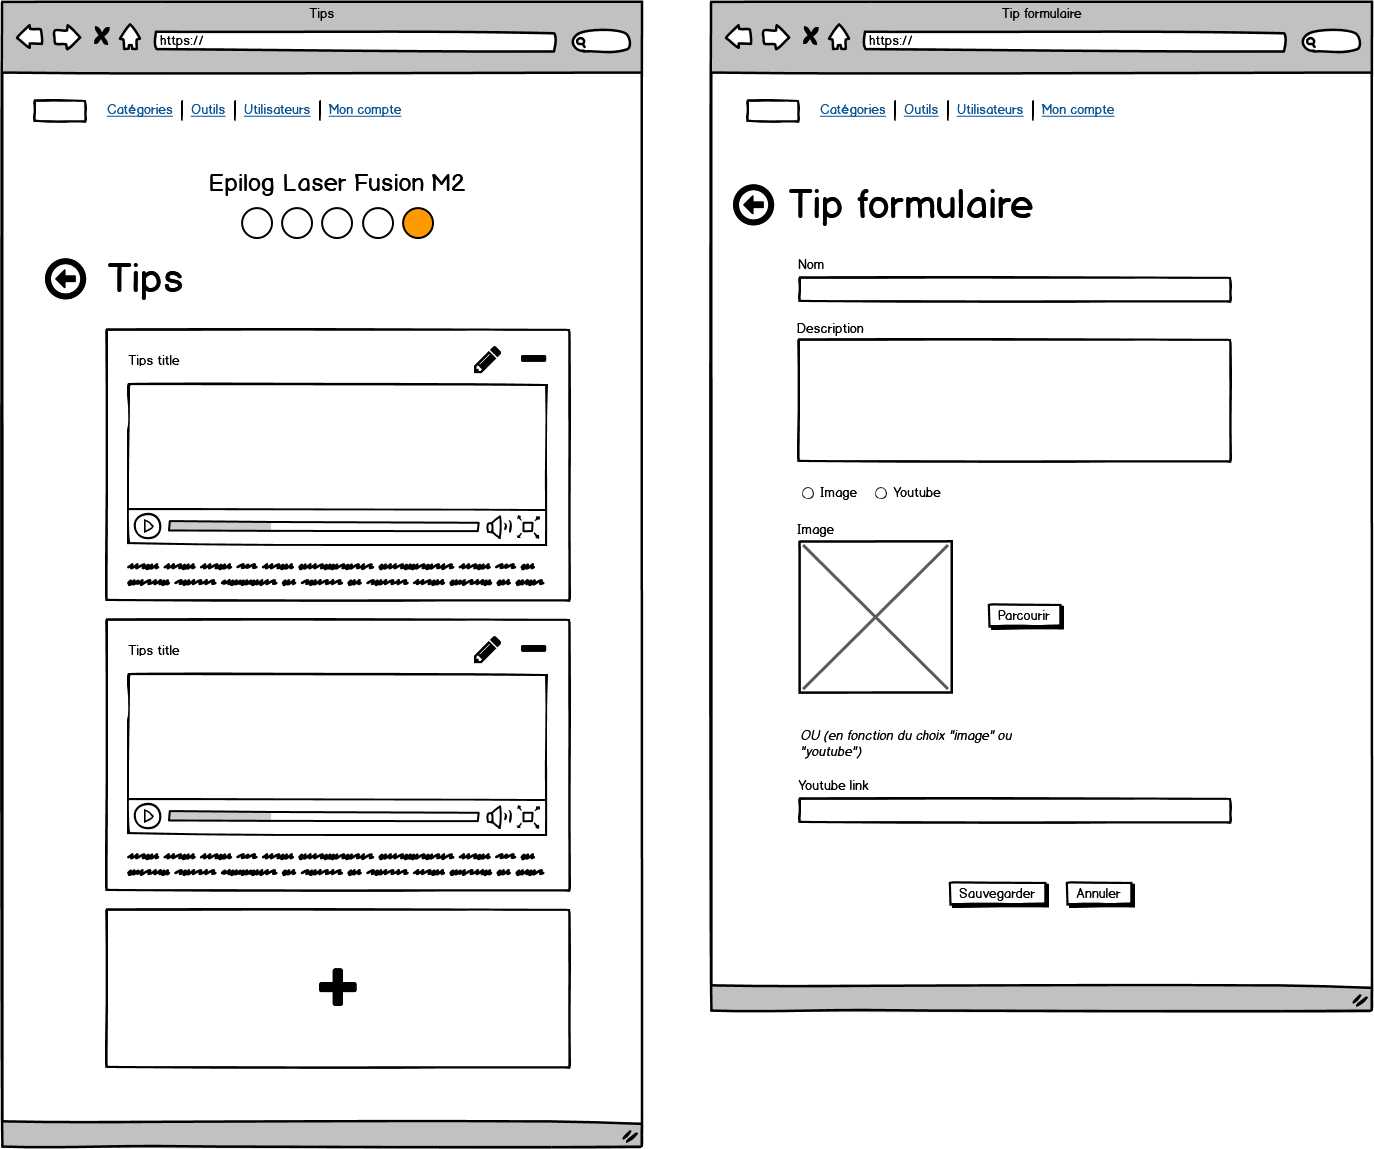 Tips
https://
Catégories Outils Utilisateurs Mon compte
Epilog Laser Fusion M2
Tips
Tips title
Tips title
Tip formulaire
https://
Catégories Outils Utilisateurs Mon compte
Tip formulaire
Nom
Description
Image Youtube
Image
Parcourir
OU (en fonction du choix "image" ou
"youtube")
Youtube link
Sauvegarder Annuler